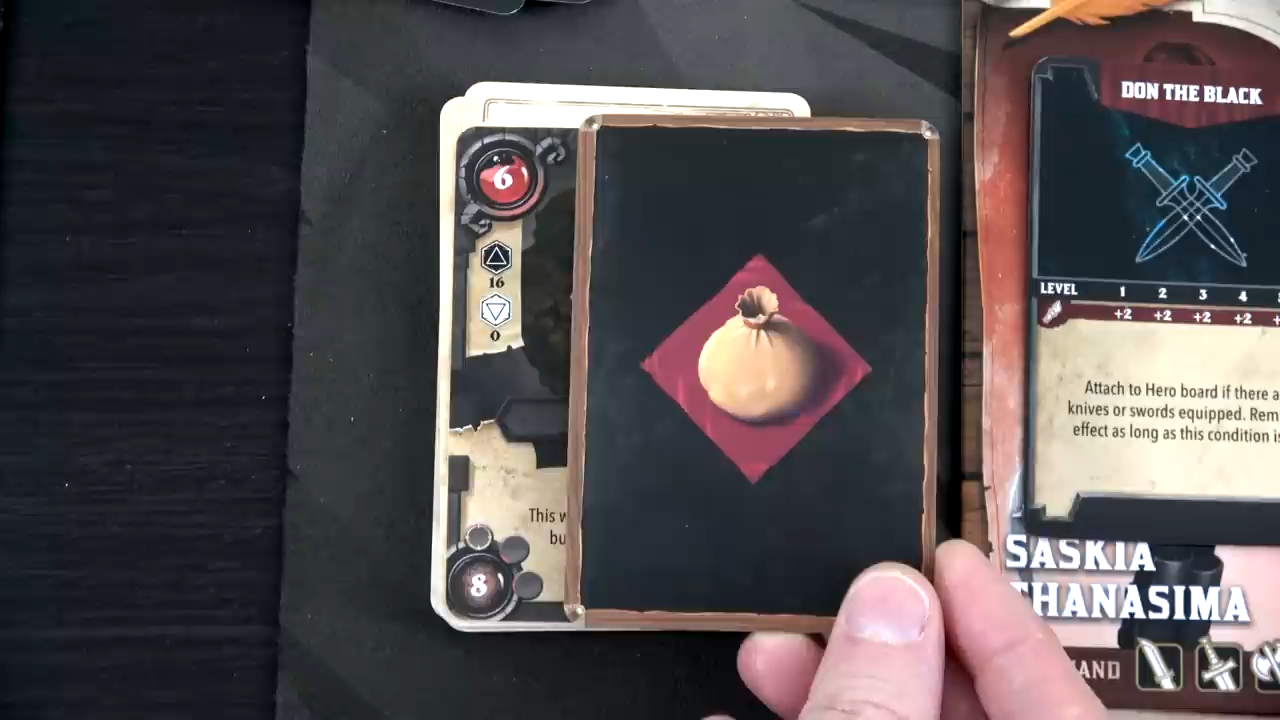 6
16
0
This
bu
8
DON THE BLACK
LEVEL 1 2 3 4
+2 +2 +2 +2
Attach to Hero board if there a
knives or swords equipped. Rem
effect as long as this condition is
SASKIA
THANASIMA